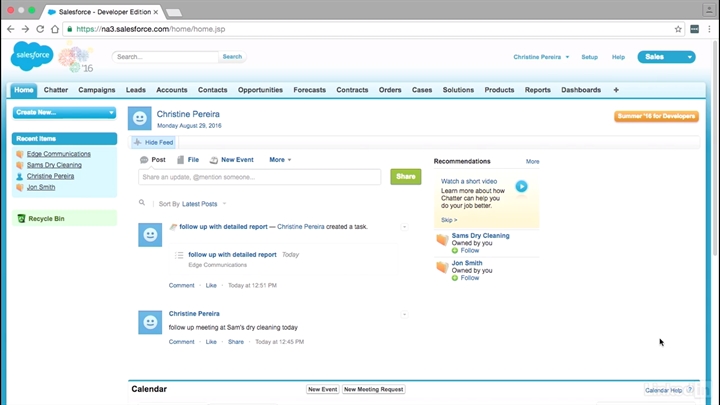 Salesforce - Developer Edition
https://na3.salesforce.com/home/home.jsp
salesforce
'16
Search...
Search
Christine Pereira
Setup
Help
Sales
Home
Chatter
Campaigns
Leads
Accounts
Contacts
Opportunities
Forecasts
Contracts
Orders
Cases
Solutions
Products
Reports
Dashboards
+
Create New...
Recent Items
Edge Communications
Sams Dry Cleaning
Christine Pereira
Jon Smith
Recycle Bin
Christine Pereira
Monday August 29, 2016
Summer '16 for Developers
Hide Feed
Post
File
New Event
More
Share an update, @mention someone...
Share
Sort By Latest Posts
follow up with detailed report — Christine Pereira created a task.
follow up with detailed report Today
Edge Communications
Comment · Like · Today at 12:51 PM
Christine Pereira
follow up meeting at Sam's dry cleaning today
Comment · Like · Share · Today at 12:45 PM
Recommendations
More
Watch a short video
Learn more about how
Chatter can help you
do your job better.
Skip >
Sams Dry Cleaning
Owned by you
Follow
Jon Smith
Owned by you
Follow
Calendar
New Event
New Meeting Request
Calendar Help
?